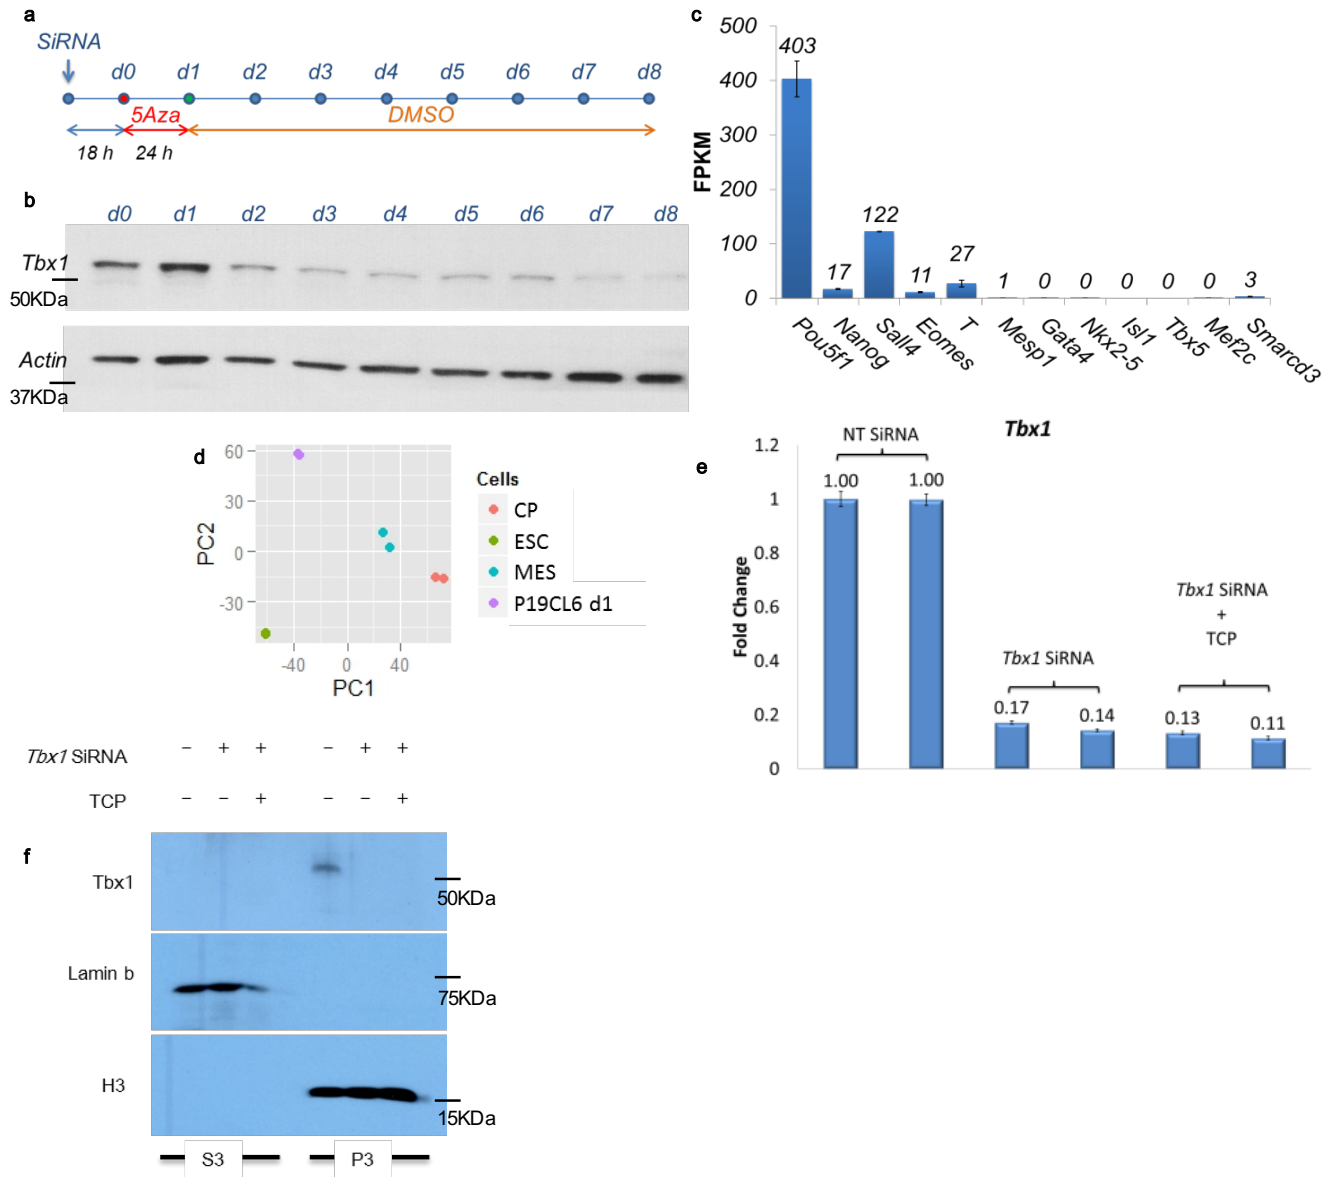 a
SiRNA
d0 d1 d2 d3 d4 d5 d6 d7 d8
5Aza DMSO
18 h 24 h
b
d0 d1 d2 d3 d4 d5 d6 d7 d8
Tbx1
50KDa
Actin
37KDa
c
FPKM
500
400
300
200
100
0
403 17 122 11 27 1 0 0 0 0 0 3
Pou5f1 Nanog Sall4 Eomes T Mesp1 Gata4 Nkx2-5 Isl1 Tbx5 Mef2c Smarcd3
d
PC2
60
30
0
-30
-40 0 40
PC1
Cells
CP
ESC
MES
P19CL6 d1
e
Tbx1
Fold Change
1.2
1
0.8
0.6
0.4
0.2
0
NT SiRNA
1.00 1.00
Tbx1 SiRNA
0.17 0.14
Tbx1 SiRNA
+
TCP
0.13 0.11
f
Tbx1 SiRNA − + + − + +
TCP − − + − − +
Tbx1
50KDa
Lamin b
75KDa
H3
15KDa
S3 P3